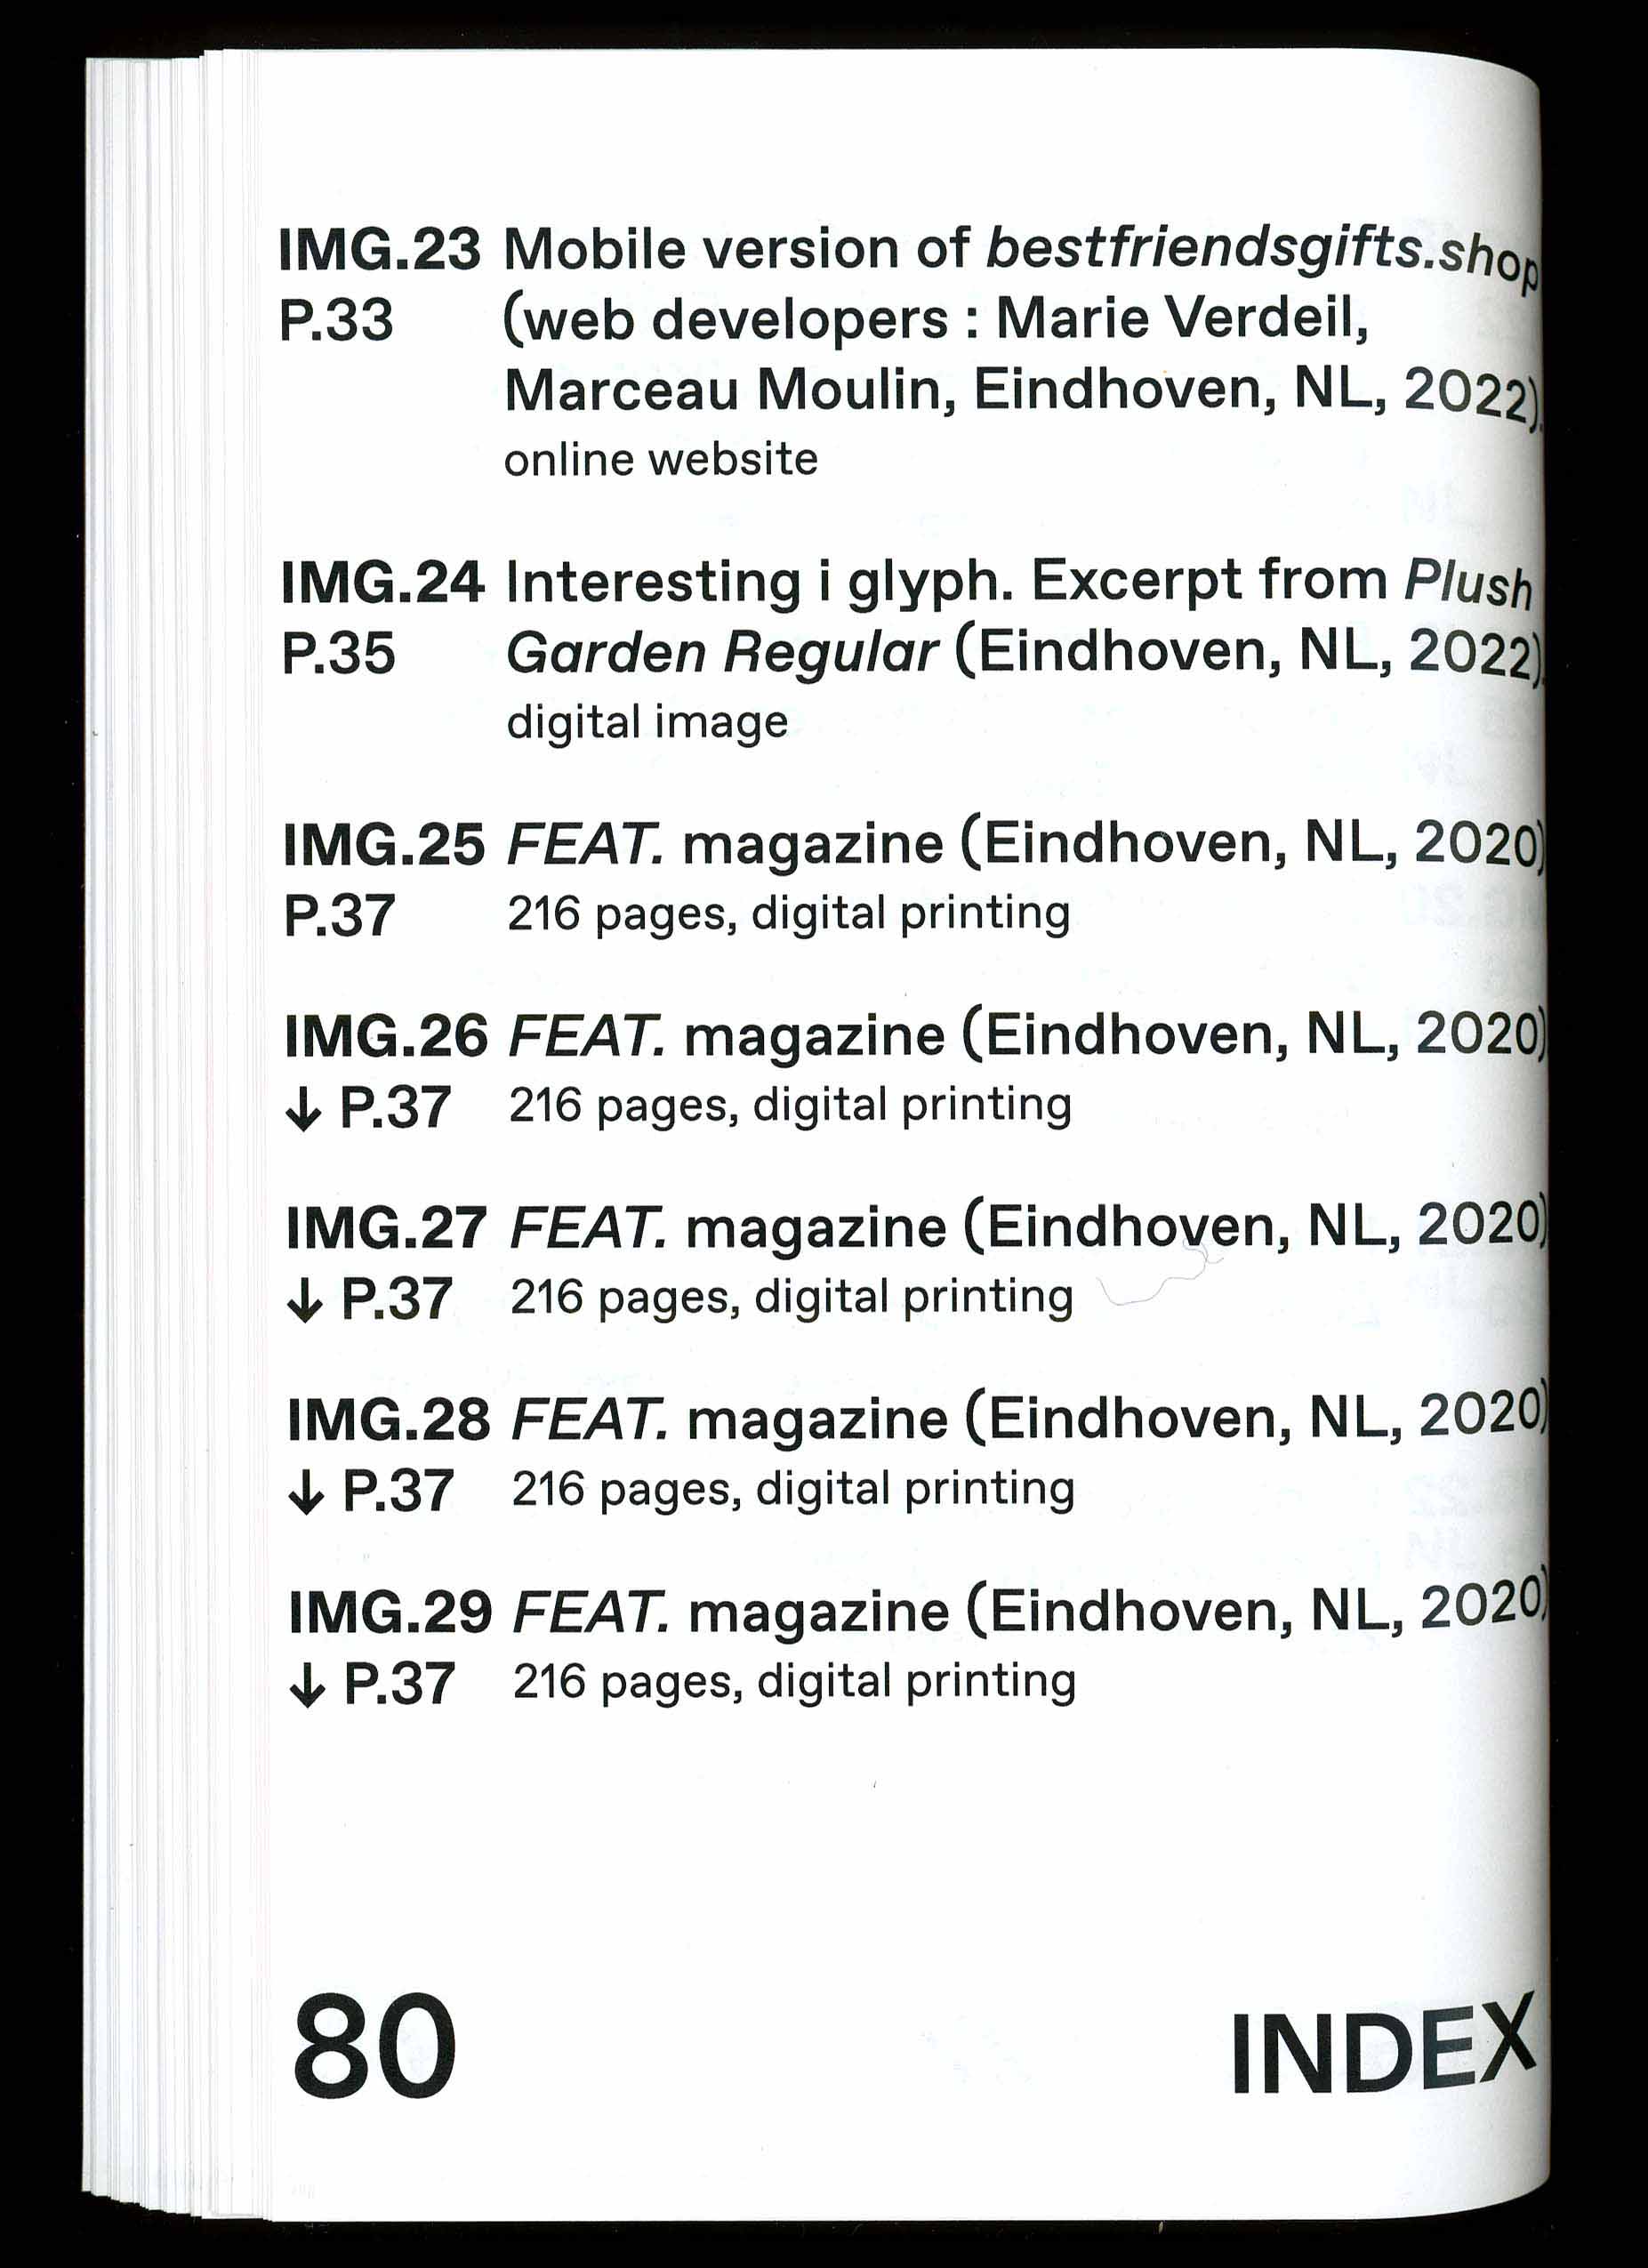 IMG.23 Mobile version of bestfriendsgifts.shop
P.33 (web developers : Marie Verdeil,
Marceau Moulin, Eindhoven, NL, 2022).
online website
IMG.24 Interesting i glyph. Excerpt from Plush
P.35 Garden Regular (Eindhoven, NL, 2022).
digital image
IMG.25 FEAT. magazine (Eindhoven, NL, 2020)
P.37 216 pages, digital printing
IMG.26 FEAT. magazine (Eindhoven, NL, 2020)
↓ P.37 216 pages, digital printing
IMG.27 FEAT. magazine (Eindhoven, NL, 2020)
↓ P.37 216 pages, digital printing
IMG.28 FEAT. magazine (Eindhoven, NL, 2020)
↓ P.37 216 pages, digital printing
IMG.29 FEAT. magazine (Eindhoven, NL, 2020)
↓ P.37 216 pages, digital printing
80 INDEX